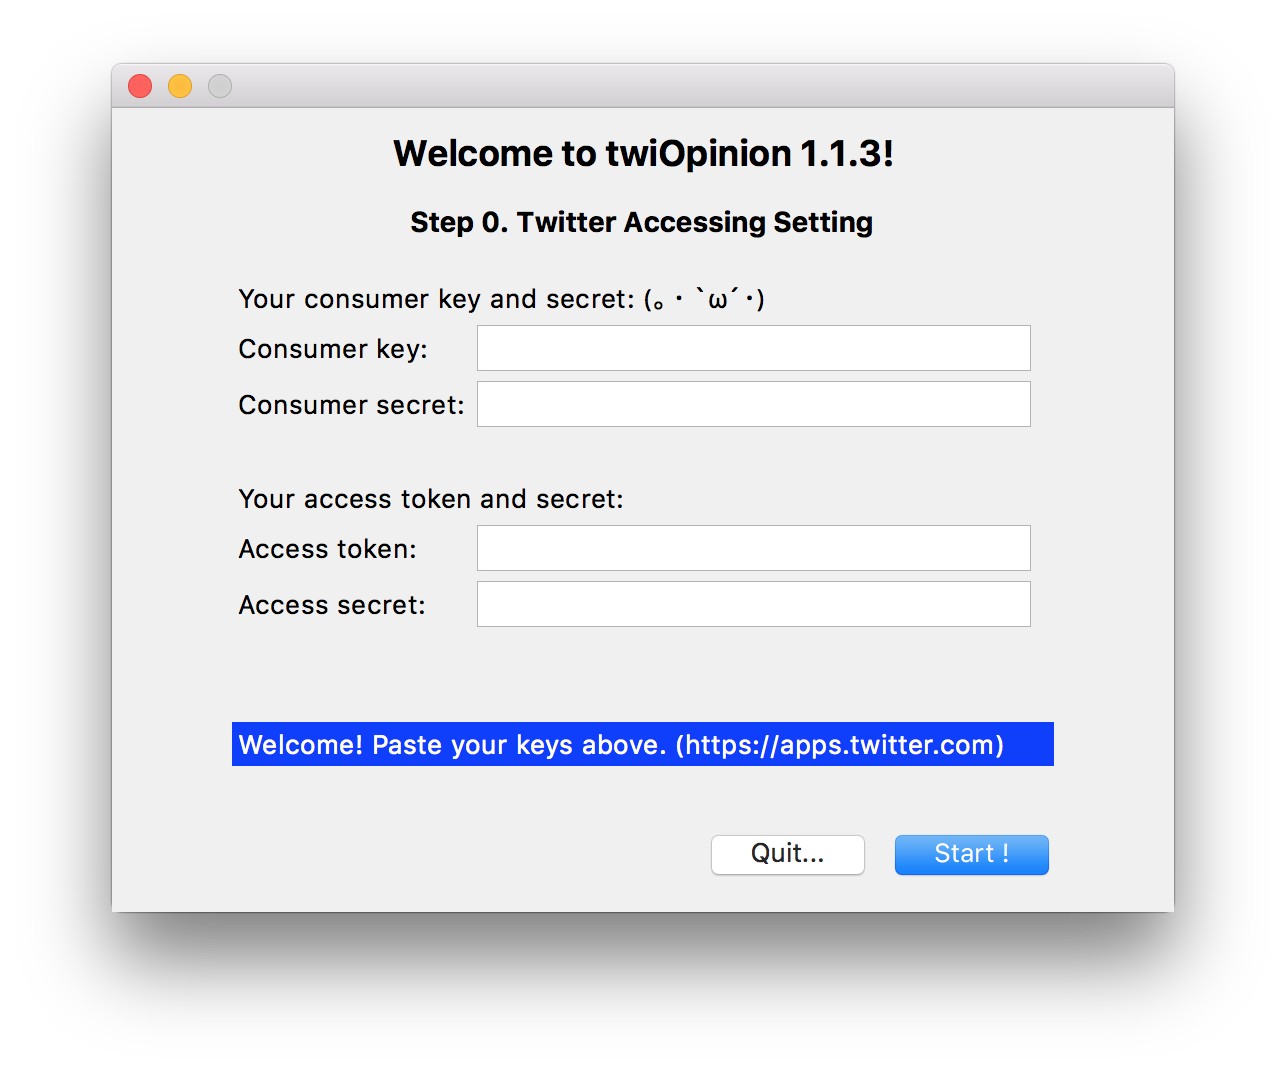 Welcome to twiOpinion 1.1.3!
Step 0. Twitter Accessing Setting
Your consumer key and secret: (｡・`ω´･)
Consumer key:
Consumer secret:
Your access token and secret:
Access token:
Access secret:
Welcome! Paste your keys above. (https://apps.twitter.com)
Quit...
Start !